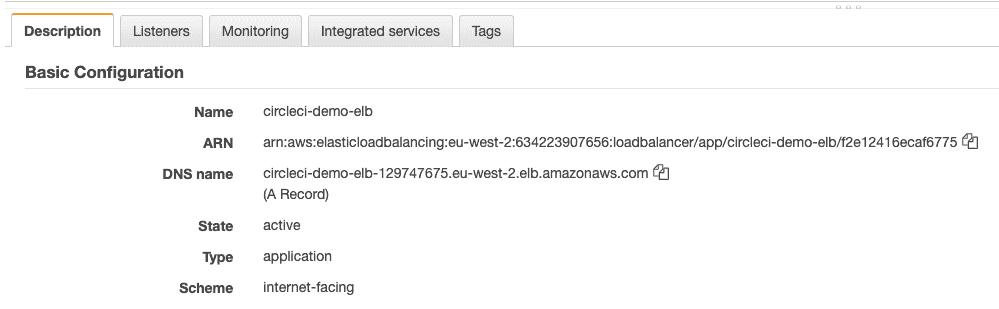 Description Listeners Monitoring Integrated services Tags
Basic Configuration
Name circleci-demo-elb
ARN arn:aws:elasticloadbalancing:eu-west-2:634223907656:loadbalancer/app/circleci-demo-elb/f2e12416ecaf6775
DNS name circleci-demo-elb-129747675.eu-west-2.elb.amazonaws.com
(A Record)
State active
Type application
Scheme internet-facing